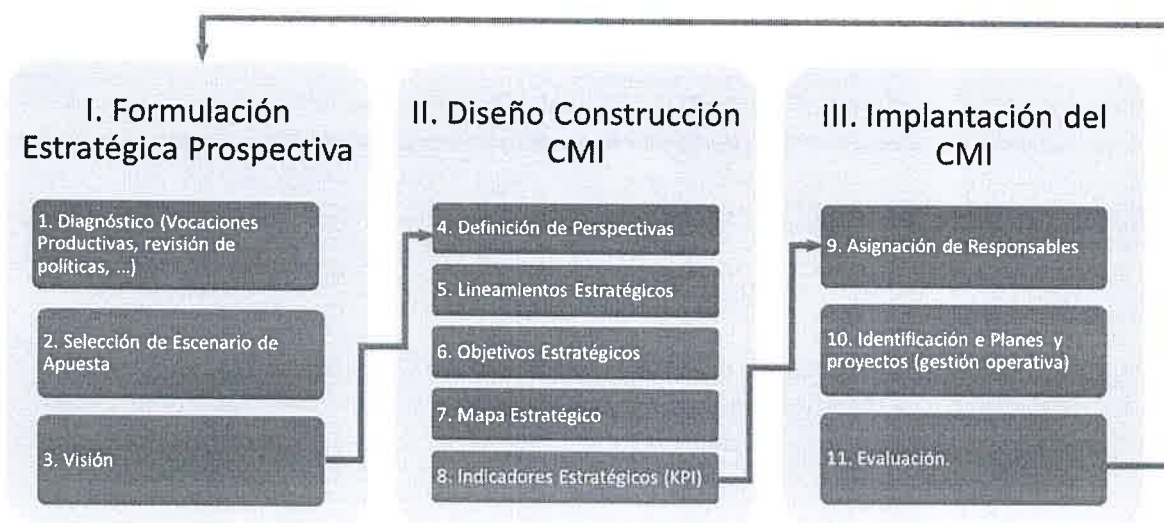 I. Formulación
Estratégica Prospectiva
1. Diagnóstico (Vocaciones
Productivas, revisión de
políticas, ...)
2. Selección de Escenario de
Apuesta
3. Visión
II. Diseño Construcción
CMI
4. Definición de Perspectivas
5. Lineamientos Estratégicos
6. Objetivos Estratégicos
7. Mapa Estratégico
8. Indicadores Estratégicos (KPI)
III. Implantación del
CMI
9. Asignación de Responsables
10. Identificación e Planes y
proyectos (gestión operativa)
11. Evaluación.